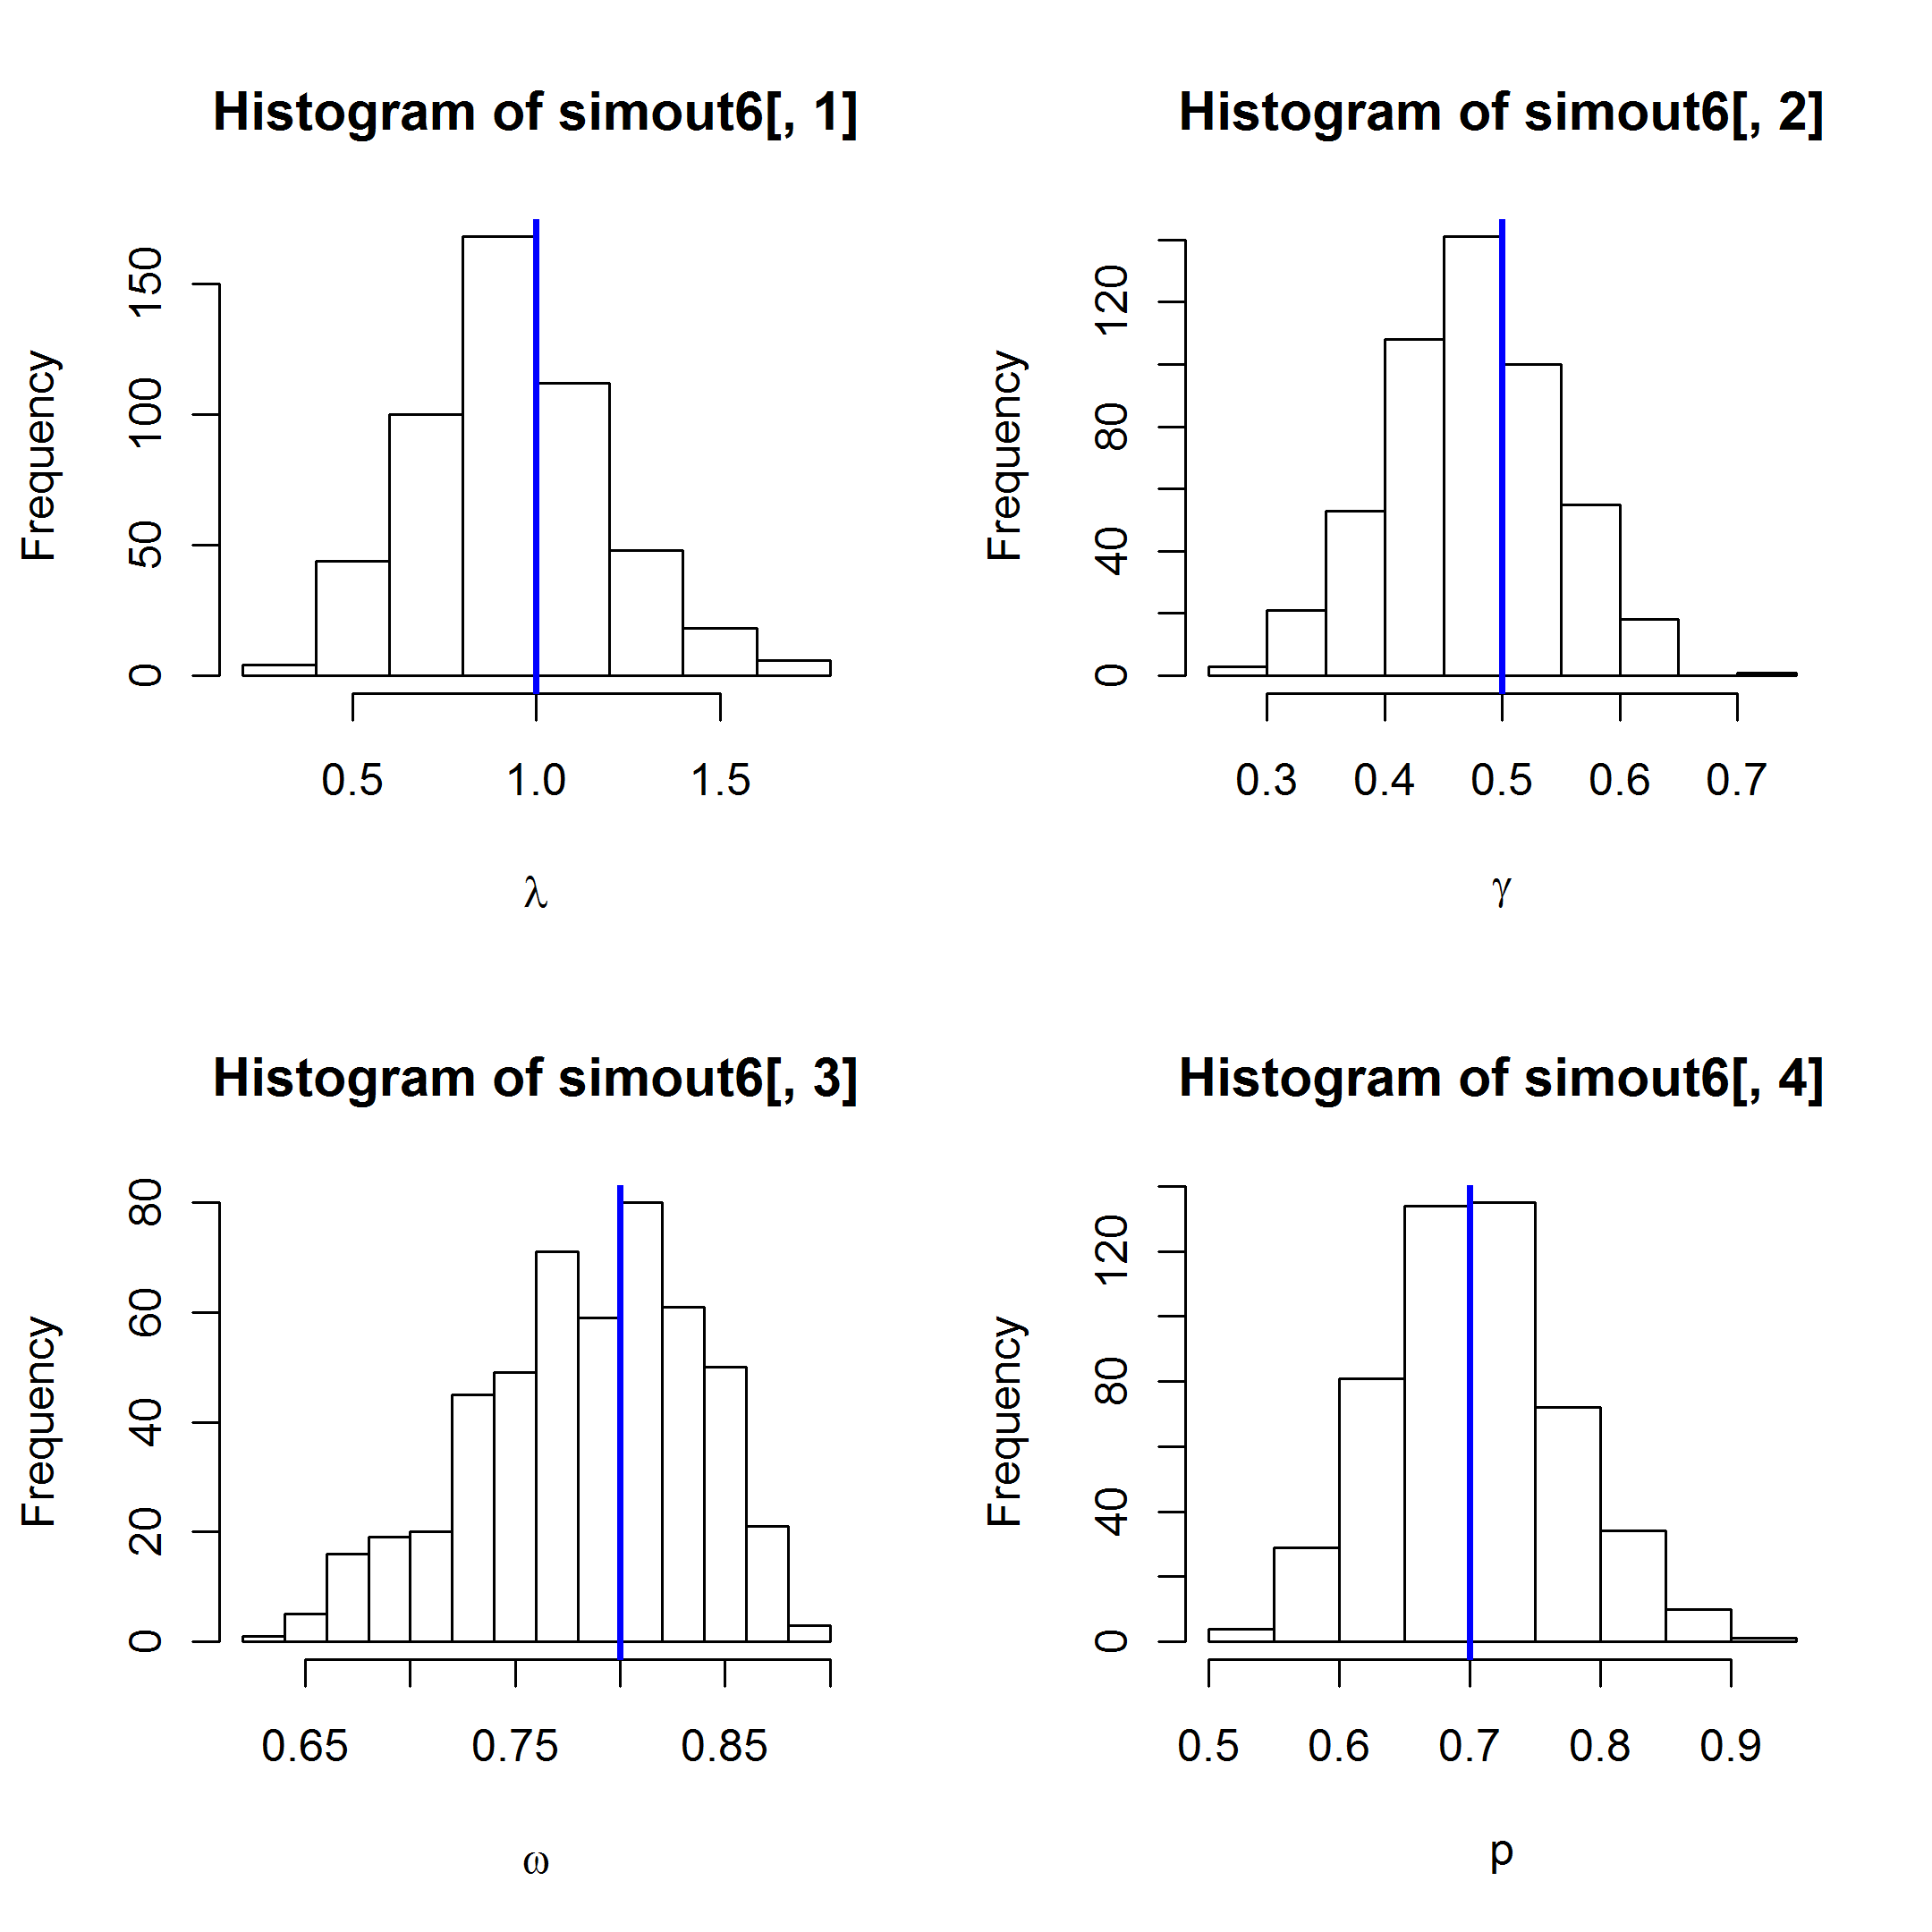 Histogram of simout6[, 1]
Frequency
0 50 100 150
0.5 1.0 1.5
λ
Histogram of simout6[, 2]
Frequency
0 40 80 120
0.3 0.4 0.5 0.6 0.7
γ
Histogram of simout6[, 3]
Frequency
0 20 40 60 80
0.65 0.75 0.85
ω
Histogram of simout6[, 4]
Frequency
0 40 80 120
0.5 0.6 0.7 0.8 0.9
p